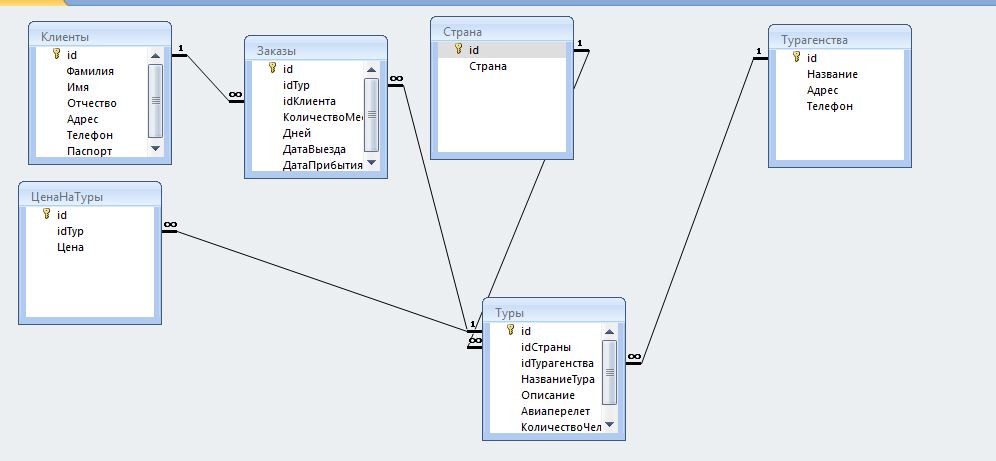 Клиенты
id
Фамилия
Имя
Отчество
Адрес
Телефон
Паспорт
1
∞
Заказы
id
idТур
idКлиента
КоличествоМе
Дней
ДатаВыезда
ДатаПрибытия
∞
Страна
id
Страна
1
Турагенства
id
Название
Адрес
Телефон
1
ЦенаНаТуры
id
idТур
Цена
∞
Туры
id
idСтраны
idТурагенства
НазваниеТура
Описание
Авиаперелет
КоличествоЧел
1
∞
∞